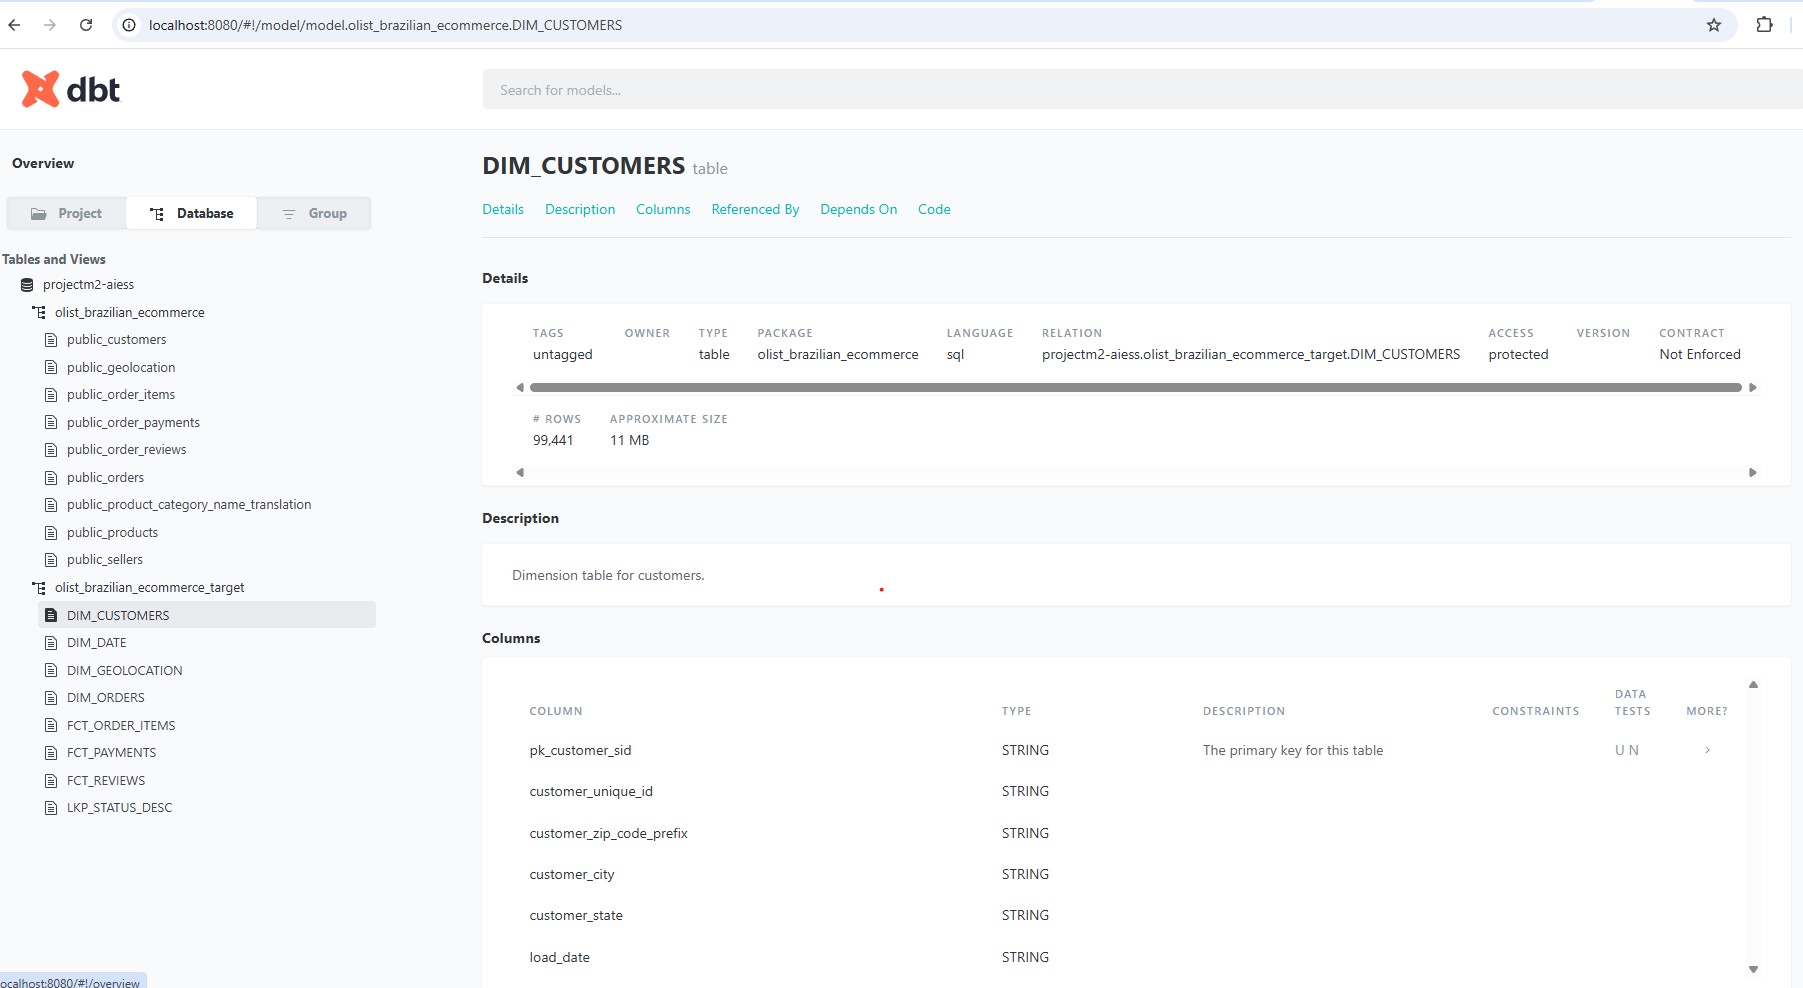 localhost:8080/#!/model/model.olist_brazilian_ecommerce.DIM_CUSTOMERS
dbt
Search for models...
Overview
Project Database Group
Tables and Views
projectm2-aiess
olist_brazilian_ecommerce
public_customers
public_geolocation
public_order_items
public_order_payments
public_order_reviews
public_orders
public_product_category_name_translation
public_products
public_sellers
olist_brazilian_ecommerce_target
DIM_CUSTOMERS
DIM_DATE
DIM_GEOLOCATION
DIM_ORDERS
FCT_ORDER_ITEMS
FCT_PAYMENTS
FCT_REVIEWS
LKP_STATUS_DESC
ocalhost:8080/#!/overview
DIM_CUSTOMERS table
Details Description Columns Referenced By Depends On Code
Details
TAGS OWNER TYPE PACKAGE LANGUAGE RELATION ACCESS VERSION CONTRACT
untagged table olist_brazilian_ecommerce sql projectm2-aiess.olist_brazilian_ecommerce_target.DIM_CUSTOMERS protected Not Enforced
# ROWS APPROXIMATE SIZE
99,441 11 MB
Description
Dimension table for customers.
Columns
COLUMN TYPE DESCRIPTION CONSTRAINTS DATA TESTS MORE?
pk_customer_sid STRING The primary key for this table U N
customer_unique_id STRING
customer_zip_code_prefix STRING
customer_city STRING
customer_state STRING
load_date STRING